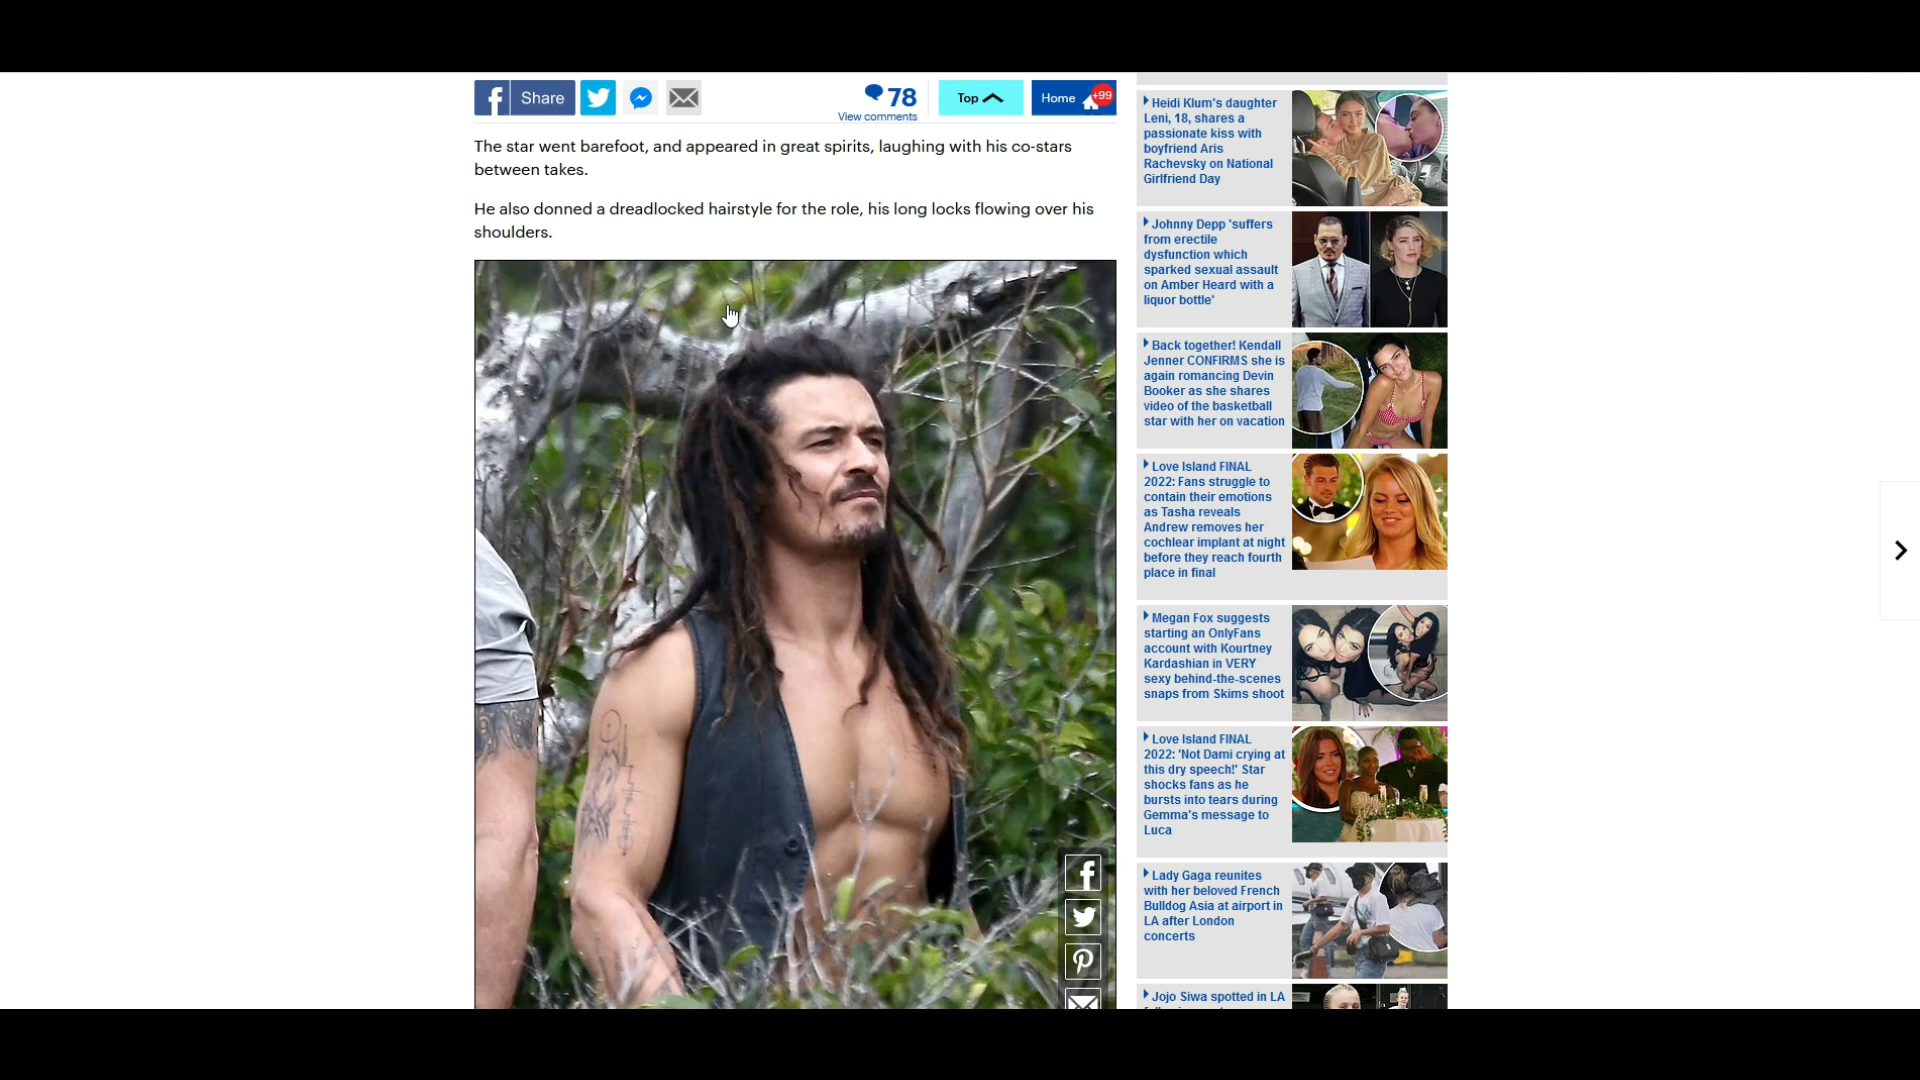 Share
78
View comments
Top
Home
+99
The star went barefoot, and appeared in great spirits, laughing with his co-stars
between takes.
He also donned a dreadlocked hairstyle for the role, his long locks flowing over his
shoulders.
Heidi Klum's daughter
Leni, 18, shares a
passionate kiss with
boyfriend Aris
Rachevsky on National
Girlfriend Day
Johnny Depp 'suffers
from erectile
dysfunction which
sparked sexual assault
on Amber Heard with a
liquor bottle'
Back together! Kendall
Jenner CONFIRMS she is
again romancing Devin
Booker as she shares
video of the basketball
star with her on vacation
Love Island FINAL
2022: Fans struggle to
contain their emotions
as Tasha reveals
Andrew removes her
cochlear implant at night
before they reach fourth
place in final
Megan Fox suggests
starting an OnlyFans
account with Kourtney
Kardashian in VERY
sexy behind-the-scenes
snaps from Skims shoot
Love Island FINAL
2022: 'Not Dami crying at
this dry speech!' Star
shocks fans as he
bursts into tears during
Gemma's message to
Luca
Lady Gaga reunites
with her beloved French
Bulldog Asia at airport in
LA after London
concerts
Jojo Siwa spotted in LA